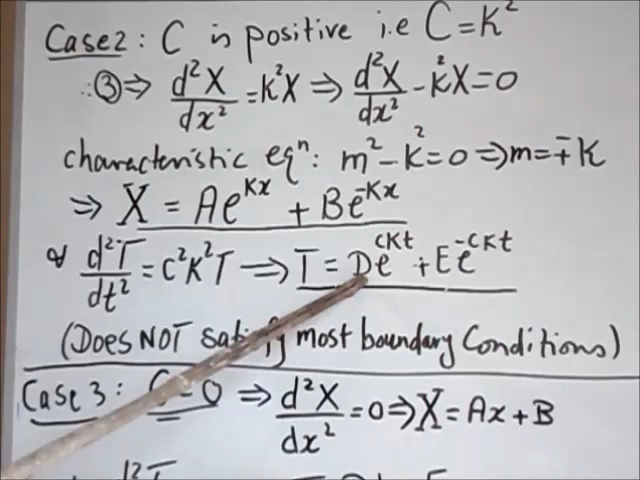 Case2: C is positive i.e C=K²
∴③⇒ d²X/dx² = K²X ⇒ d²X/dx² - K²X=0
characteristic eqⁿ: m²-K²=0⇒m=∓K
⇒ X = Ae^{Kx} + Be^{-Kx}
& d²T/dt² = C²K²T ⇒ T = De^{CKt} + Ee^{-CKt}
(Does NOT satisfy most boundary Conditions)
Case 3: C=0 ⇒ d²X/dx² = 0 ⇒ X=Ax+B